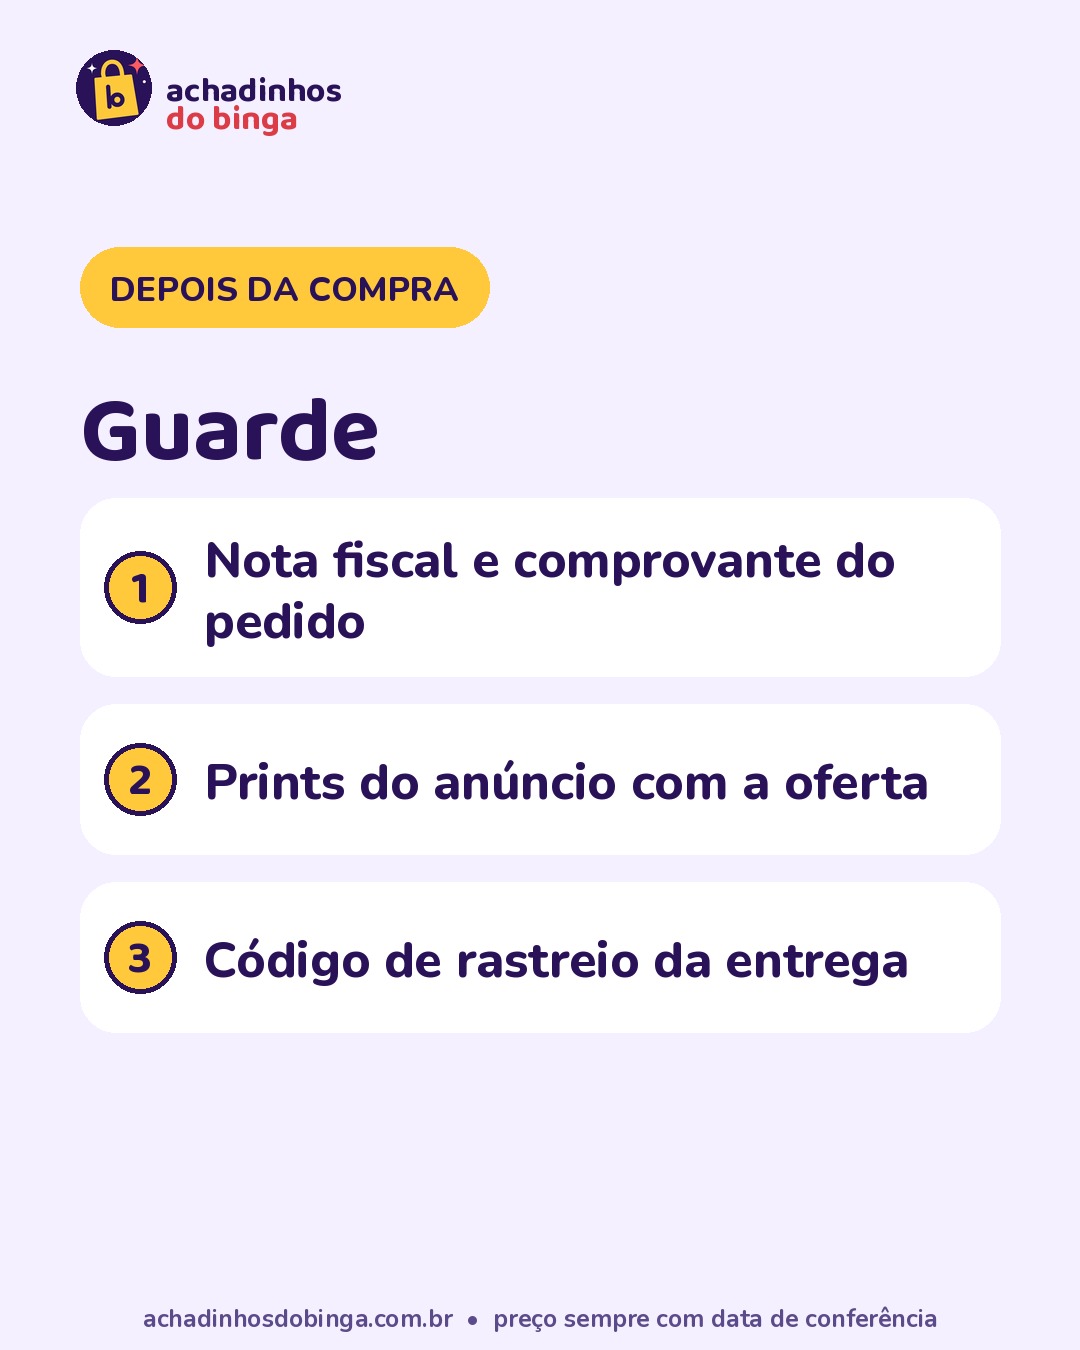 b
achadinhos
do binga
DEPOIS DA COMPRA
Guarde
1
Nota fiscal e comprovante do
pedido
2
Prints do anúncio com a oferta
3
Código de rastreio da entrega
achadinhosdobinga.com.br • preço sempre com data de conferência